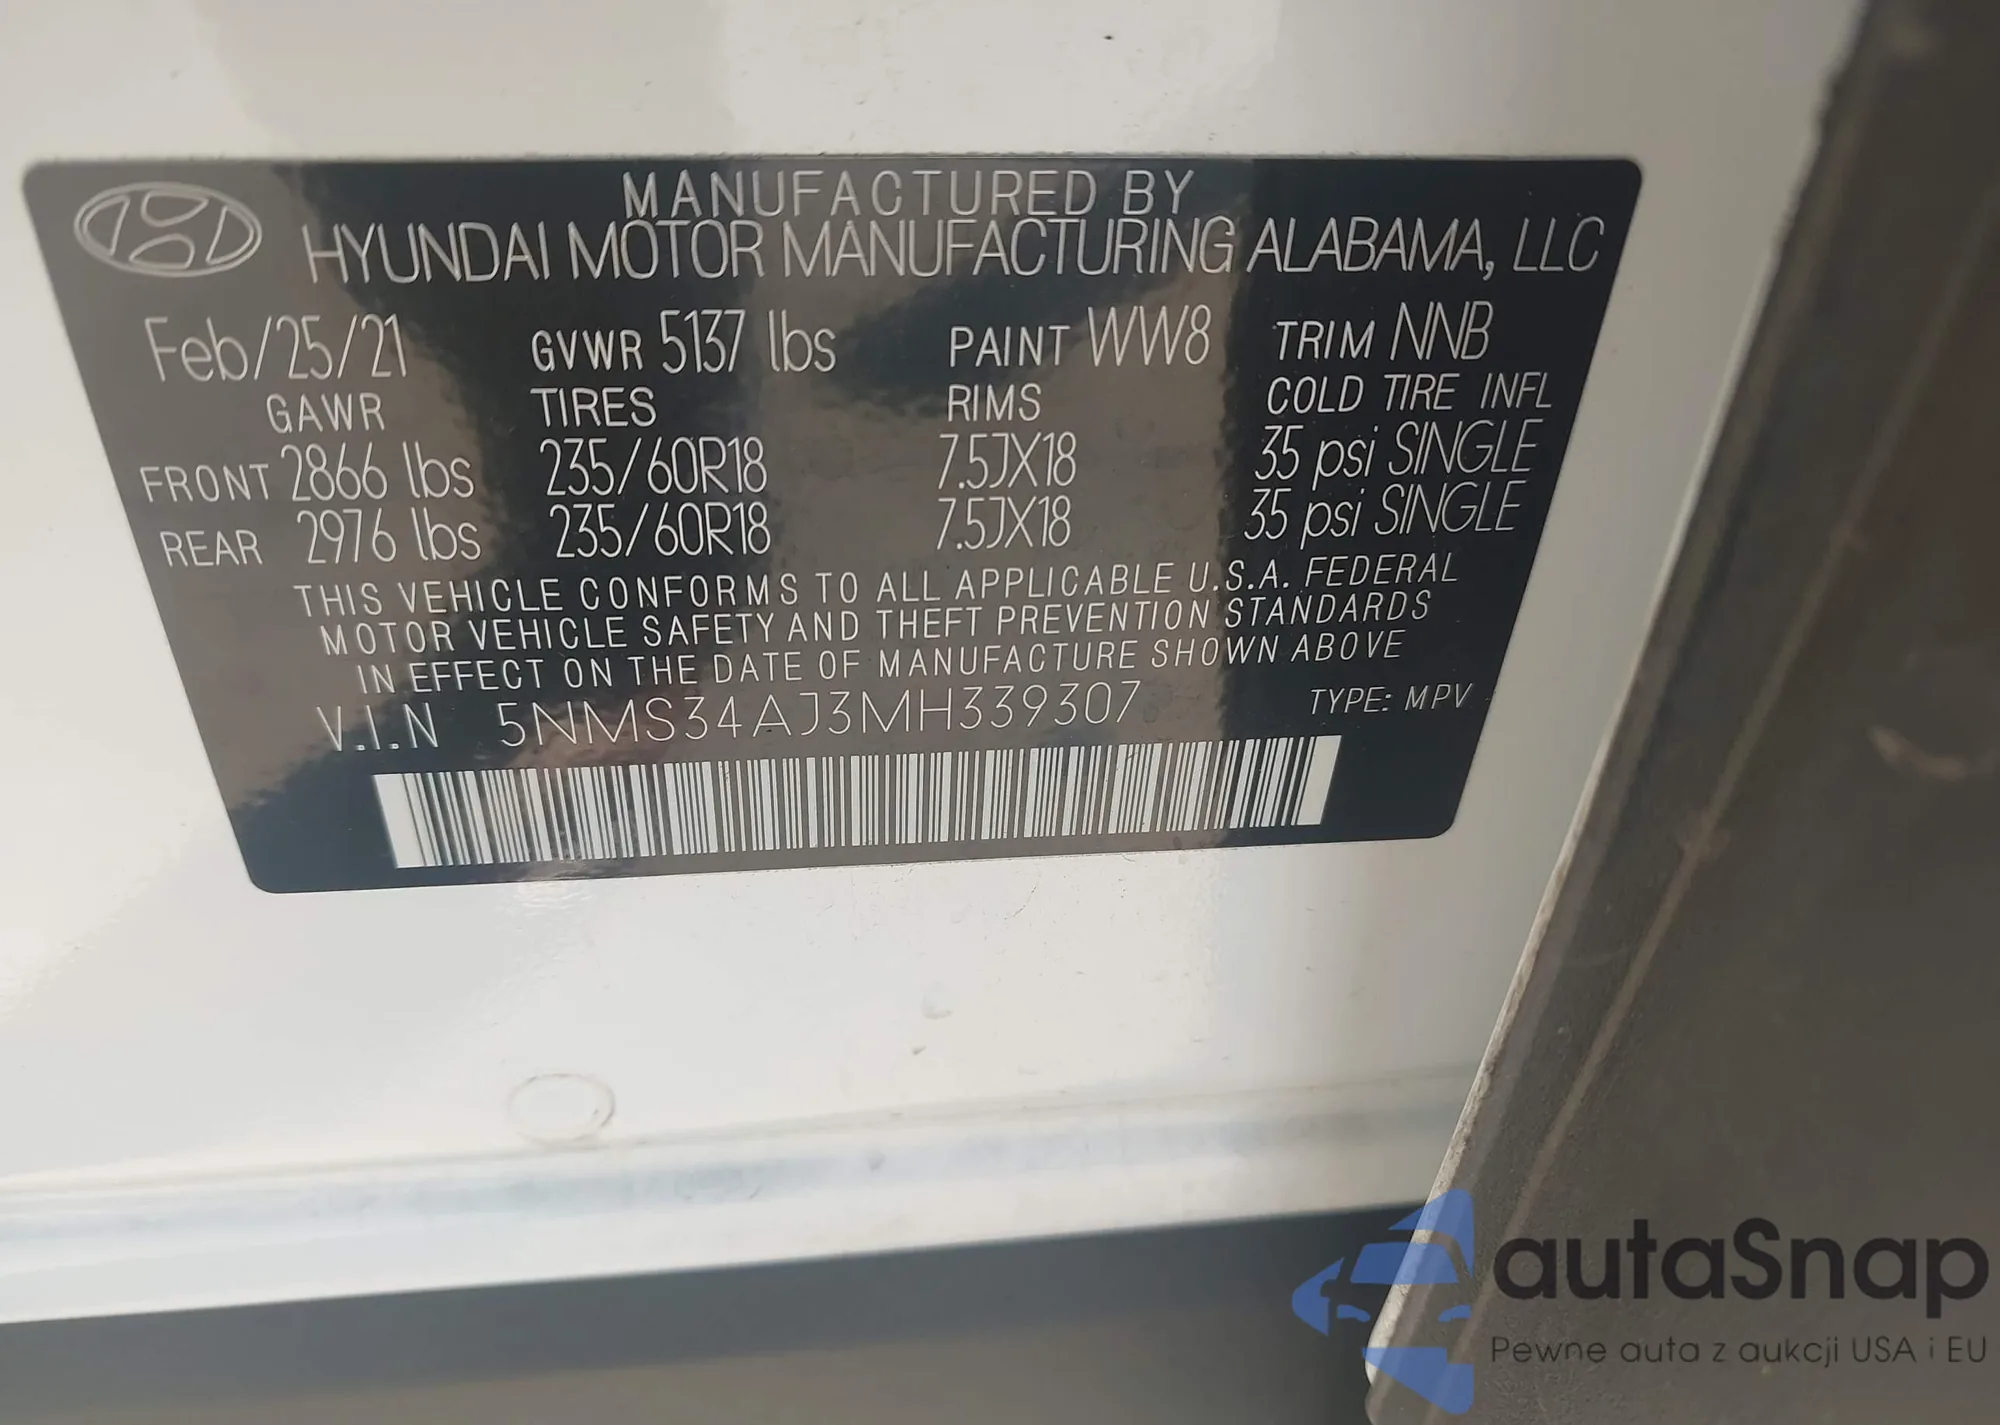 MANUFACTURED BY
HYUNDAI MOTOR MANUFACTURING ALABAMA, LLC
Feb/25/21 GVWR 5137 lbs PAINT WW8 TRIM NNB
GAWR TIRES RIMS COLD TIRE INFL
FRONT 2866 lbs 235/60R18 7.5JX18 35 psi SINGLE
REAR 2976 lbs 235/60R18 7.5JX18 35 psi SINGLE
THIS VEHICLE CONFORMS TO ALL APPLICABLE U.S.A. FEDERAL
MOTOR VEHICLE SAFETY AND THEFT PREVENTION STANDARDS
IN EFFECT ON THE DATE OF MANUFACTURE SHOWN ABOVE
V.I.N 5NMS34AJ3MH339307 TYPE: MPV
autaSnap
Pewne auta z aukcji USA i EU